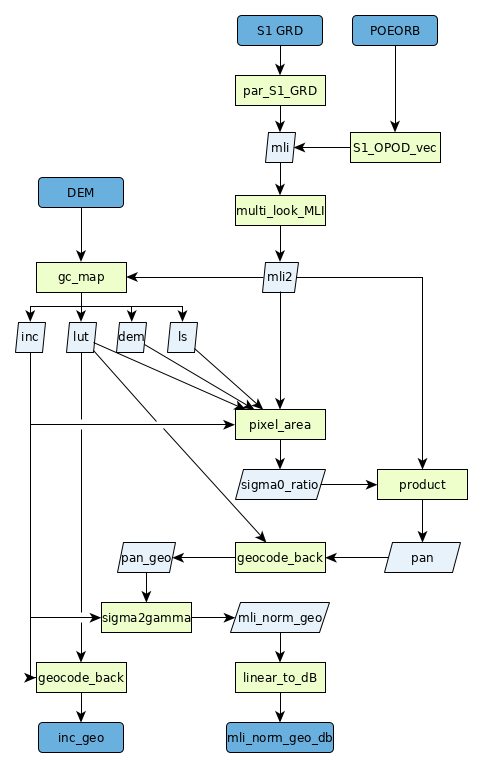 S1 GRD
POEORB
par_S1_GRD
mli
S1_OPOD_vec
DEM
multi_look_MLI
gc_map
mli2
inc
lut
dem
ls
pixel_area
sigma0_ratio
product
pan_geo
geocode_back
pan
sigma2gamma
mli_norm_geo
geocode_back
linear_to_dB
inc_geo
mli_norm_geo_db